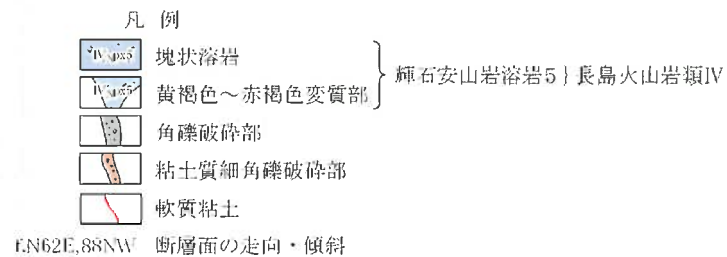 凡 例
IVpx5 塊状溶岩
IVpx5 黄褐色～赤褐色変質部
輝石安山岩溶岩5}長島火山岩類IV
角礫破砕部
粘土質細角礫破砕部
軟質粘土
f.N62E,88NW 断層面の走向・傾斜